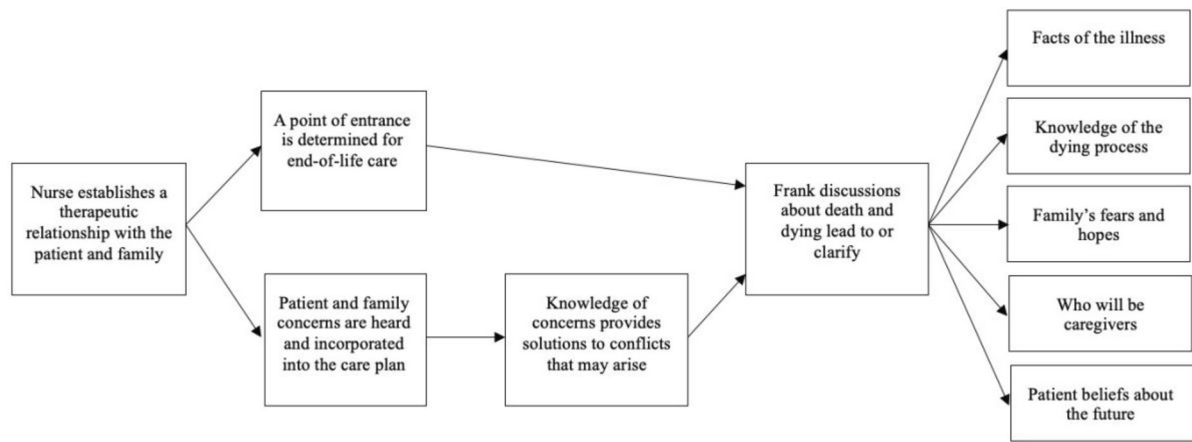 Nurse establishes a
therapeutic
relationship with the
patient and family
A point of entrance
is determined for
end-of-life care
Patient and family
concerns are heard
and incorporated
into the care plan
Knowledge of
concerns provides
solutions to conflicts
that may arise
Frank discussions
about death and
dying lead to or
clarify
Facts of the illness
Knowledge of the
dying process
Family’s fears and
hopes
Who will be
caregivers
Patient beliefs about
the future